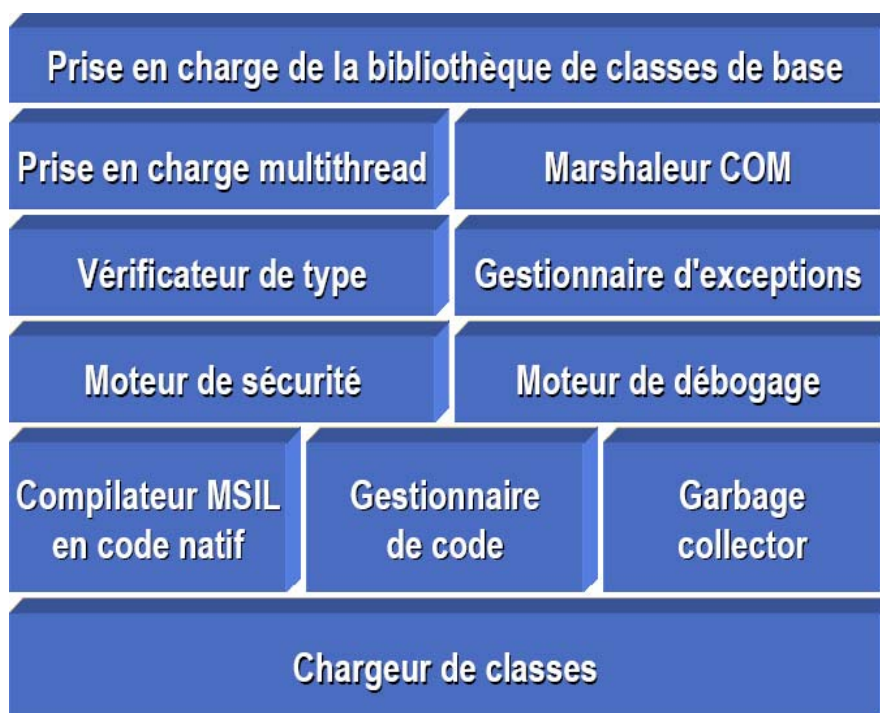 Prise en charge de la bibliothèque de classes de base
Prise en charge multithread
Marshaleur COM
Vérificateur de type
Gestionnaire d'exceptions
Moteur de sécurité
Moteur de débogage
Compilateur MSIL
en code natif
Gestionnaire
de code
Garbage
collector
Chargeur de classes